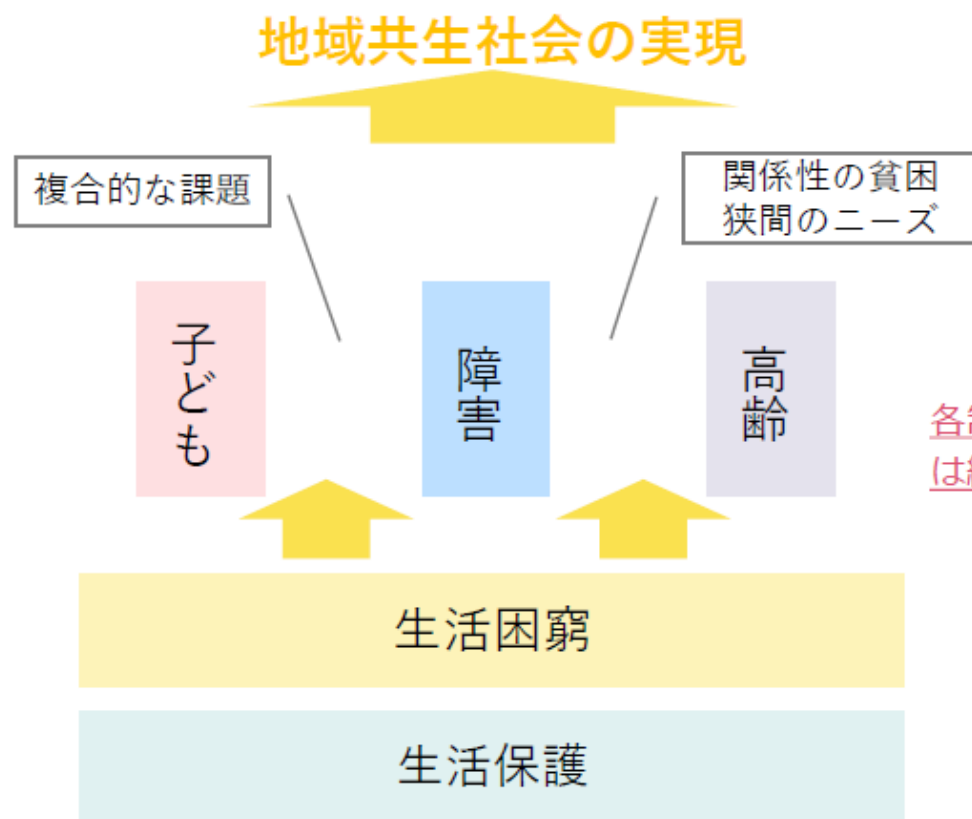 地域共生社会の実現
複合的な課題
関係性の貧困
狭間のニーズ
子ども
障害
高齢
各
は
生活困窮
生活保護